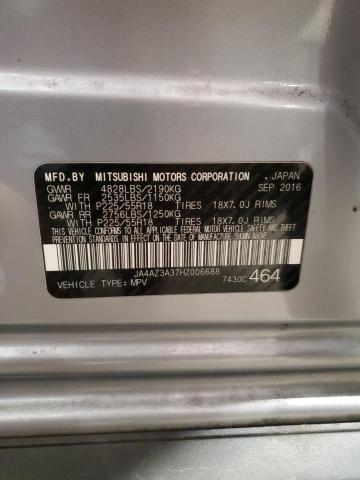 MFD.BY MITSUBISHI MOTORS CORPORATION . JAPAN
GVWR 4828LBS/2190KG SEP 2016
GAWR FR 2535LBS/1150KG
WITH P225/55R18 TIRES 18X7.0J RIMS
GAWR RR 2756LBS/1250KG
WITH P225/55R18 TIRES 18X7.0J RIMS
THIS VEHICLE CONFORMS TO ALL APPLICABLE FEDERAL
MOTOR VEHICLE SAFETY AND
THEFT PREVENTION STANDARDS IN EFFECT ON THE
DATE OF MANUFACTURE SHOWN ABOVE.
JA4AZ3A37HZ006688
VEHICLE TYPE: MPV 7430C 464